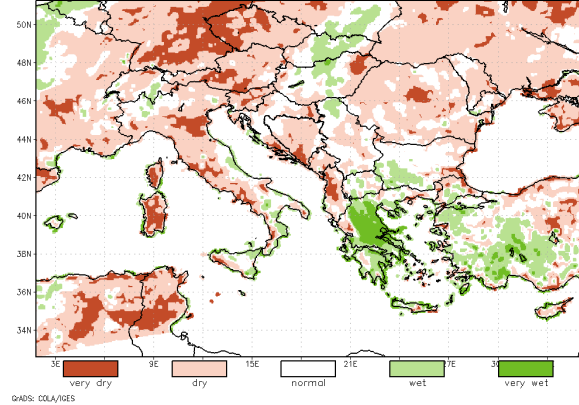 50N
48N
46N
44N
42N
40N
38N
36N
34N
3E 9E 15E 21E 27E
very dry dry normal wet very wet
GrADS: COLA/IGES